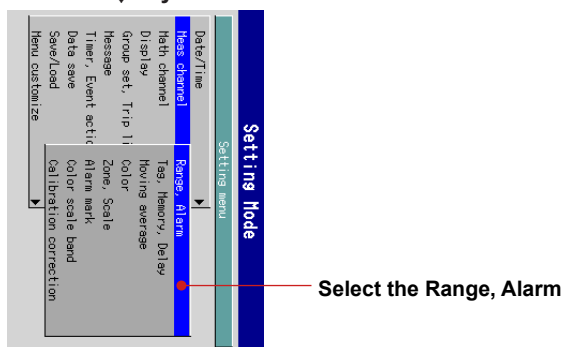 Setting Mode
Setting menu
Date/Time
Meas channel
Math channel
Display
Group set, Trip li
Message
Timer, Event actio
Data save
Save/Load
Menu customize
Range, Alarm
Tag, Memory, Delay
Moving average
Color
Zone, Scale
Alarm mark
Color scale band
Calibration correction
Select the Range, Alarm